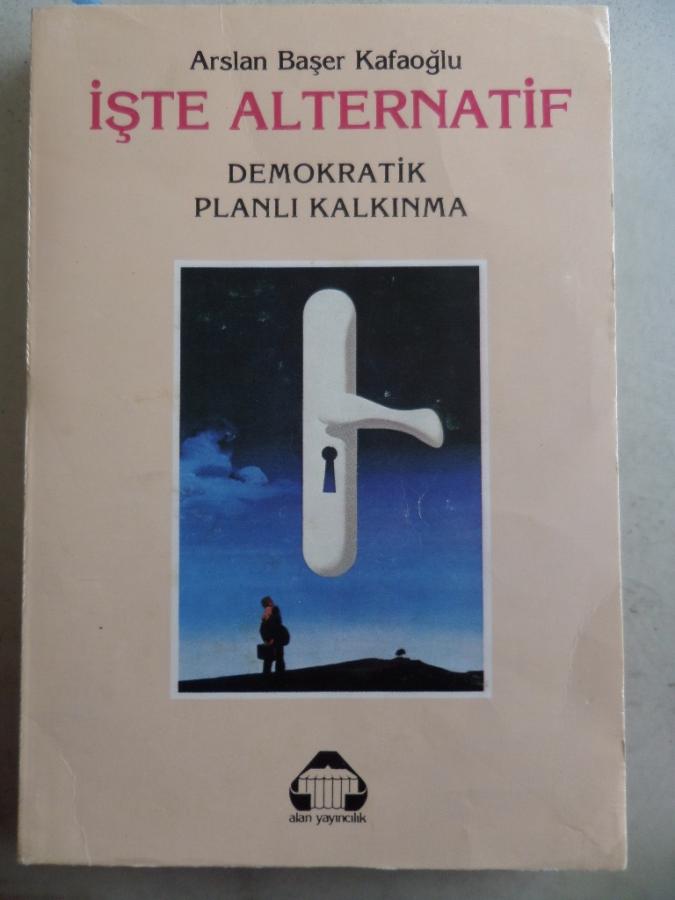 Arslan Başer Kafaoğlu
İŞTE ALTERNATİF
DEMOKRATİK
PLANLI KALKINMA
alan yayıncılık